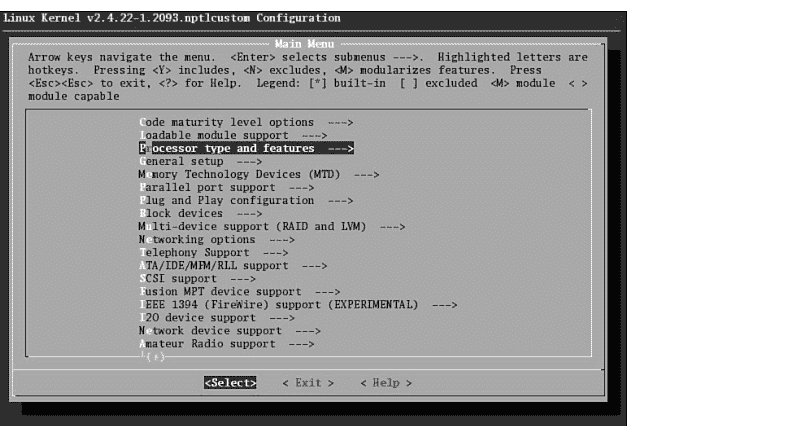 Linux Kernel v2.4.22-1.2093.nptlcustom Configuration
Main Menu
Arrow keys navigate the menu. <Enter> selects submenus --->. Highlighted letters are
hotkeys. Pressing <Y> includes, <N> excludes, <M> modularizes features. Press
<Esc><Esc> to exit, <?> for Help. Legend: [*] built-in [ ] excluded <M> module < >
module capable
Code maturity level options --->
Loadable module support --->
Processor type and features --->
General setup --->
Memory Technology Devices (MTD) --->
Parallel port support --->
Plug and Play configuration --->
Block devices --->
Multi-device support (RAID and LVM) --->
Networking options --->
Telephony Support --->
ATA/IDE/MFM/RLL support --->
SCSI support --->
Fusion MPT device support --->
IEEE 1394 (FireWire) support (EXPERIMENTAL) --->
I2O device support --->
Network device support --->
Amateur Radio support --->
<Select> < Exit > < Help >